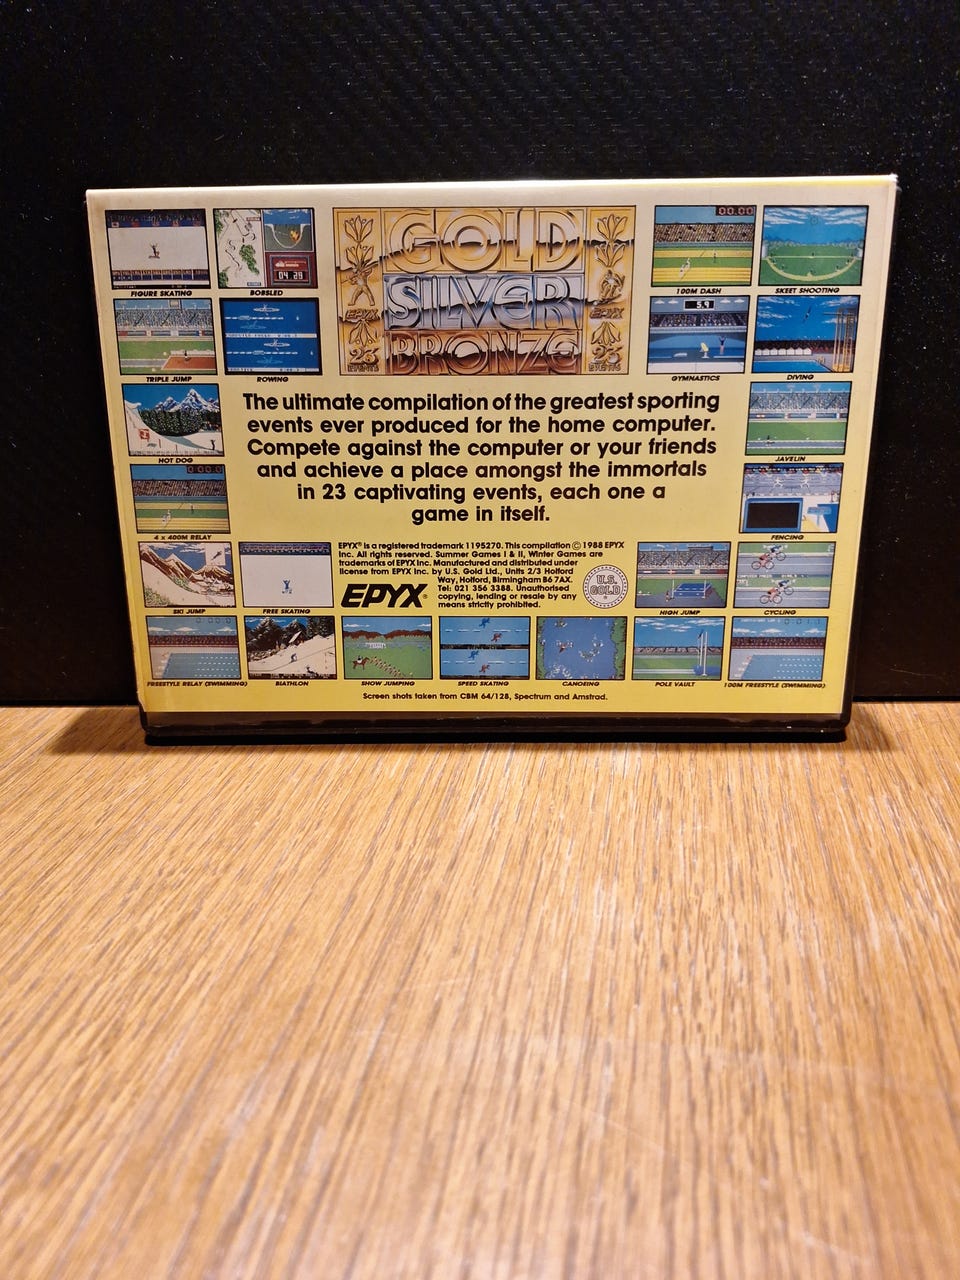 GOLD
SILVER
BRONZE
EPYX
EPYX
23
EVENTS
23
EVENTS
FIGURE SKATING
BOBSLED
04 29
00.00
100M DASH
SKEET SHOOTING
TRIPLE JUMP
ROWING
5.9
GYMNASTICS
DIVING
HOT DOG
JAVELIN
4 x 400M RELAY
FENCING
The ultimate compilation of the greatest sporting
events ever produced for the home computer.
Compete against the computer or your friends
and achieve a place amongst the immortals
in 23 captivating events, each one a
game in itself.
EPYX® is a registered trademark 1195270. This compilation © 1988 EPYX
Inc. All rights reserved. Summer Games I & II, Winter Games are
trademarks of EPYX Inc. Manufactured and distributed under
license from EPYX Inc. by U.S. Gold Ltd., Units 2/3 Holford
Way, Holford, Birmingham B6 7AX.
Tel: 021 356 3388. Unauthorised
copying, lending or resale by any
means strictly prohibited.
EPYX®
U.S.
GOLD
SKI JUMP
FREE SKATING
HIGH JUMP
CYCLING
FREESTYLE RELAY (SWIMMING)
BIATHLON
SHOW JUMPING
SPEED SKATING
CANOEING
POLE VAULT
100M FREESTYLE (SWIMMING)
Screen shots taken from CBM 64/128, Spectrum and Amstrad.